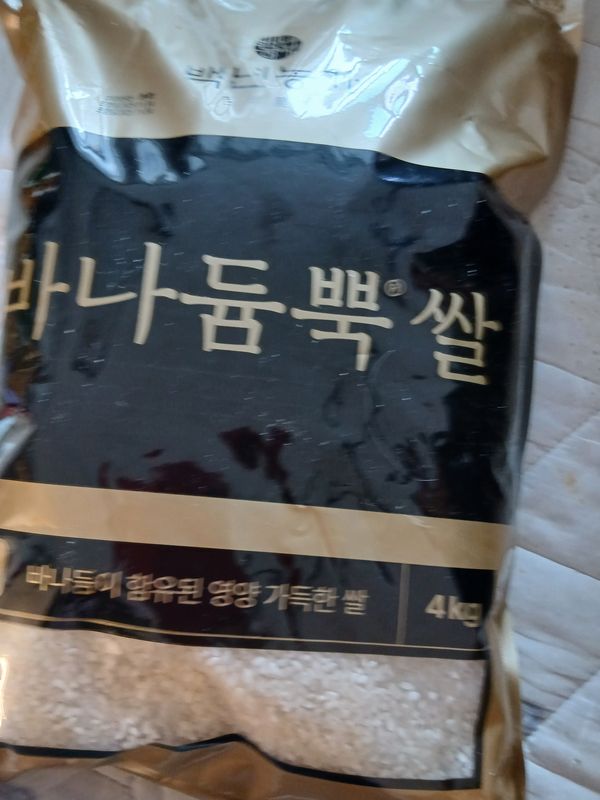 바나듐 뿍® 쌀
바나듐이 함유된 영양 가득한 쌀
4kg